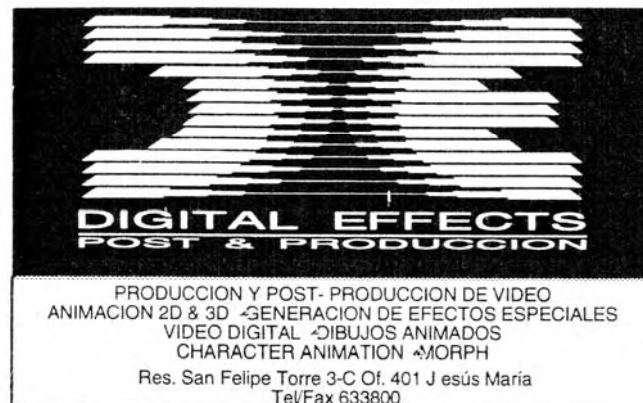 DIGITAL EFFECTS
POST & PRODUCCION
PRODUCCION Y POST- PRODUCCION DE VIDEO
ANIMACION 2D & 3D -GENERACION DE EFECTOS ESPECIALES
VIDEO DIGITAL -DIBUJOS ANIMADOS
CHARACTER ANIMATION -MORPH
Res. San Felipe Torre 3-C Of. 401 J esús María
Tel/Fax 633800